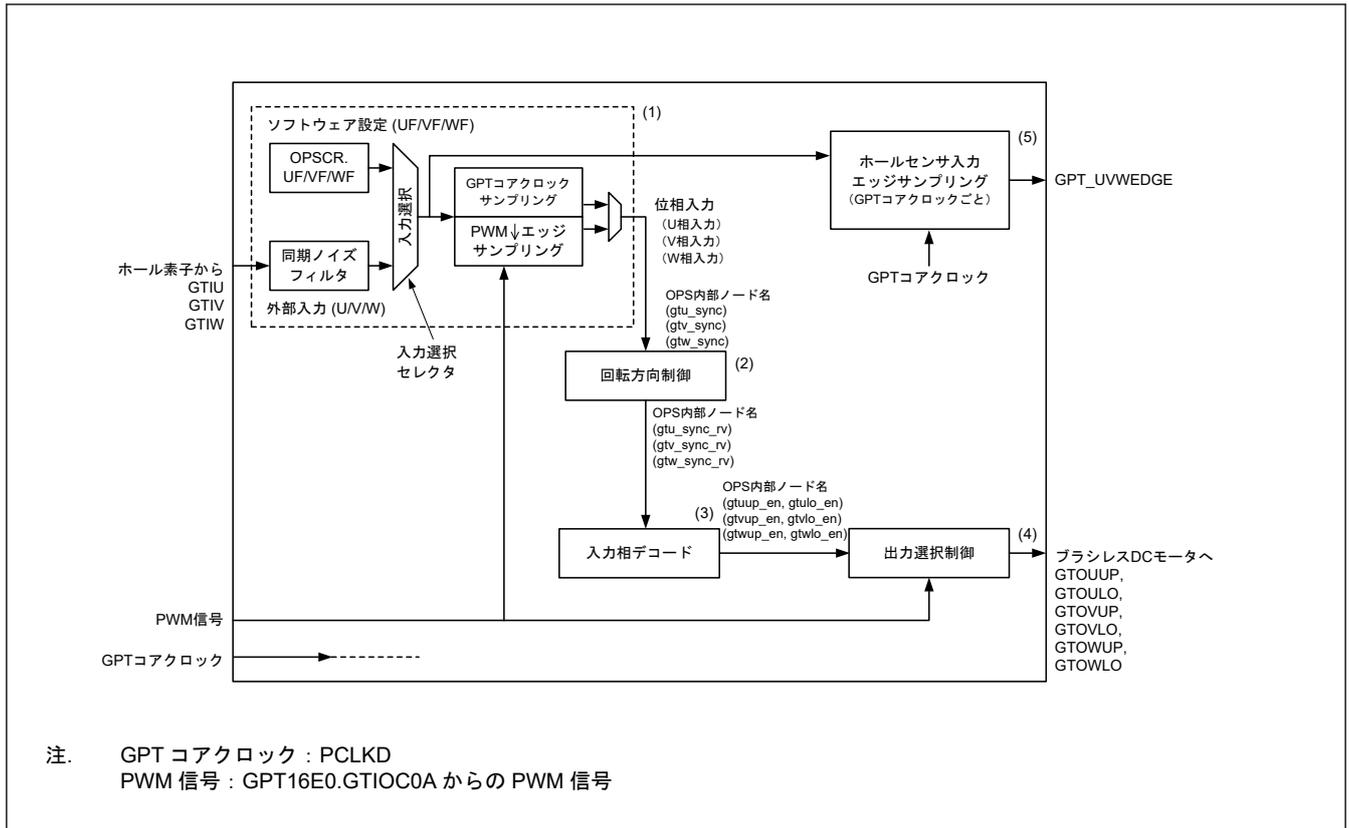 ソフトウェア設定 (UF/VF/WF)
(1)
OPSCR.
UF/VF/WF
入力選択
GPTコアクロック
サンプリング
PWM↓エッジ
サンプリング
同期ノイズ
フィルタ
外部入力 (U/V/W)
ホール素子から
GTIU
GTIV
GTIW
入力選択
セレクタ
位相入力
(U相入力)
(V相入力)
(W相入力)
ホールセンサ入力
エッジサンプリング
(GPTコアクロックごと)
(5)
GPT_UVWEDGE
GPTコアクロック
OPS内部ノード名
(gtu_sync)
(gtv_sync)
(gtw_sync)
回転方向制御
(2)
OPS内部ノード名
(gtu_sync_rv)
(gtv_sync_rv)
(gtw_sync_rv)
OPS内部ノード名
(gtuup_en, gtulo_en)
(gtvup_en, gtvlo_en)
(gtwup_en, gtwlo_en)
(3)
入力相デコード
出力選択制御
(4)
ブラシレスDCモータへ
GTOUUP,
GTOULO,
GTOVUP,
GTOVLO,
GTOWUP,
GTOWLO
PWM信号
GPTコアクロック
注. GPT コアクロック : PCLKD
PWM 信号 : GPT16E0.GTIOC0A からの PWM 信号